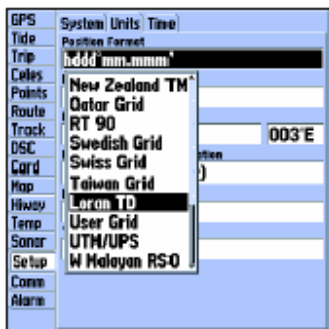 GPS
Tide
Trip
Celes
Points
Route
Track
DSC
Card
Map
Hiway
Temp
Sonar
Setup
Comm
Alarm
System Units Time
Position Format
hddd°mm.mmm'
New Zealand TM
Qatar Grid
RT 90
Swedish Grid
Swiss Grid
Taiwan Grid
Loran TD
User Grid
UTM/UPS
W Malayan RSO
003°E